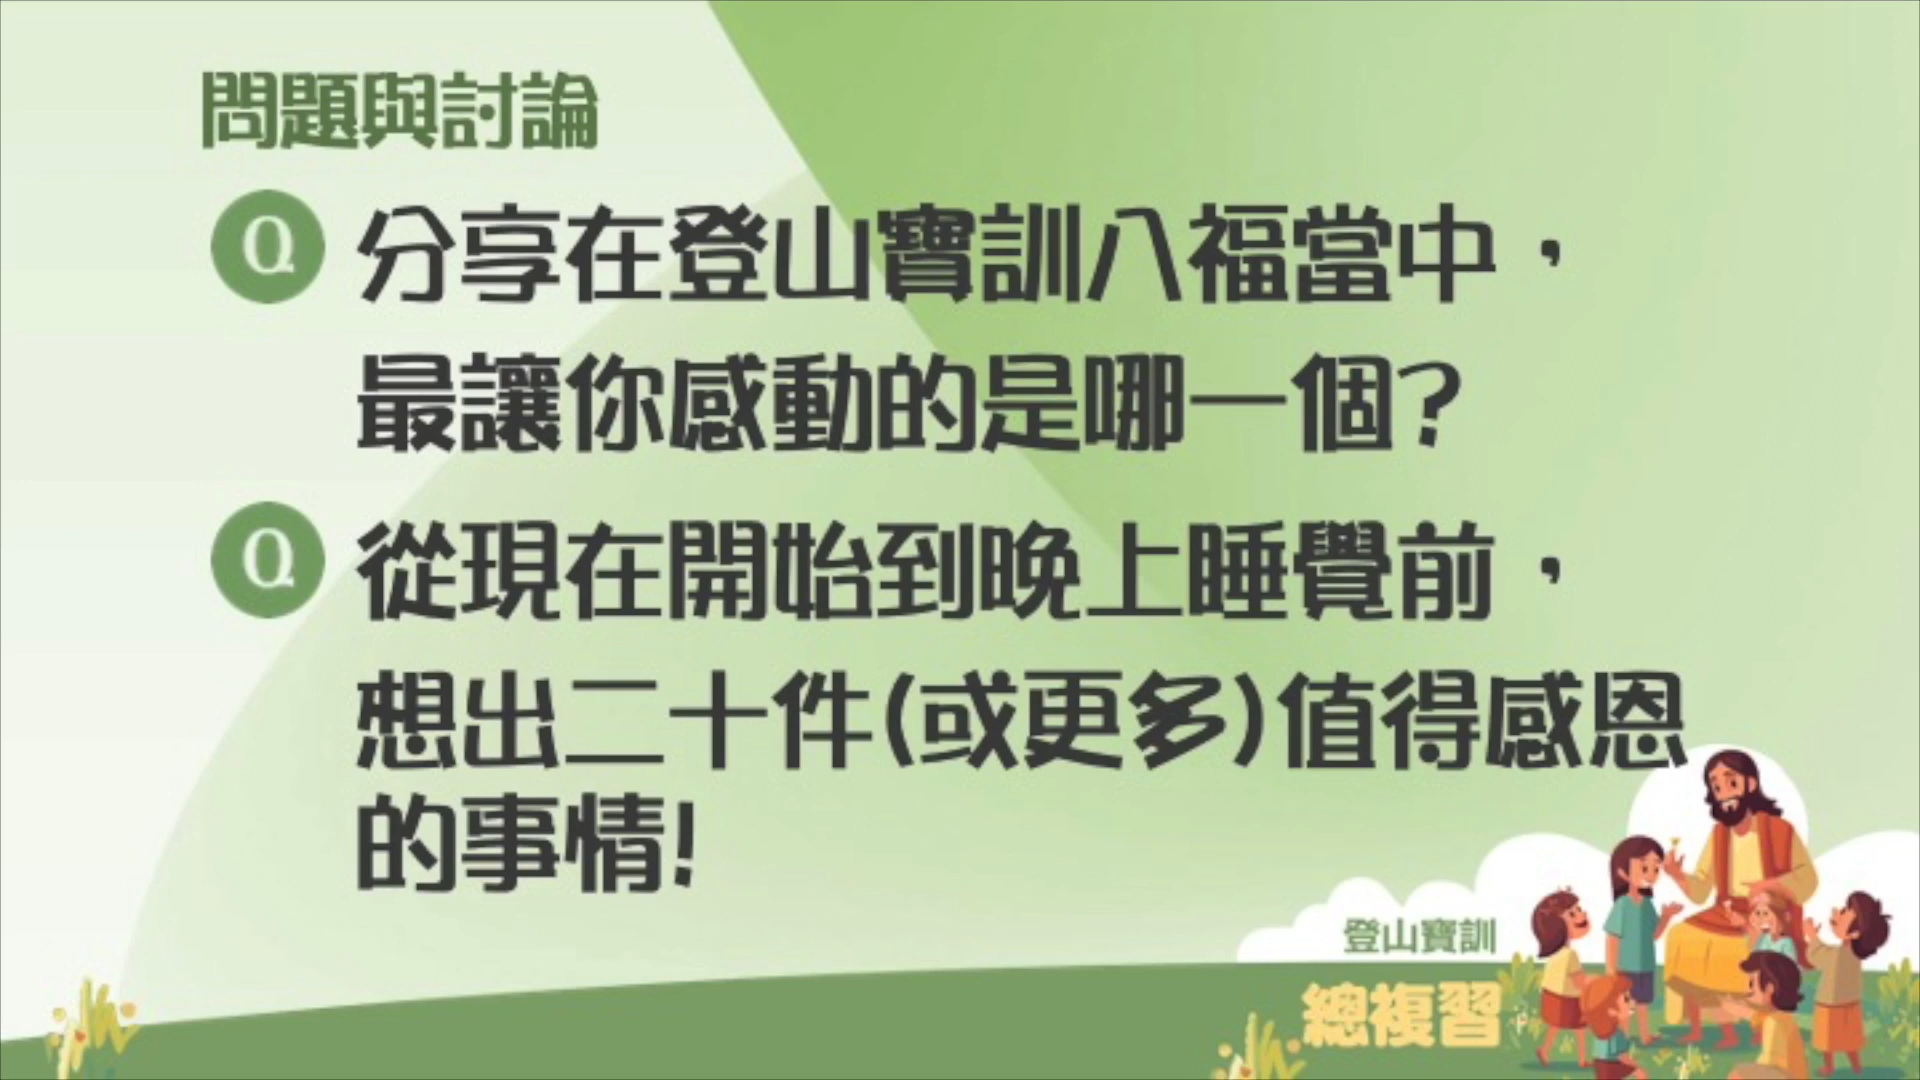 問題與討論
Q 分享在登山寶訓八福當中，
最讓你感動的是哪一個?
Q 從現在開始到晚上睡覺前，
想出二十件(或更多)值得感恩
的事情!
登山寶訓
總複習